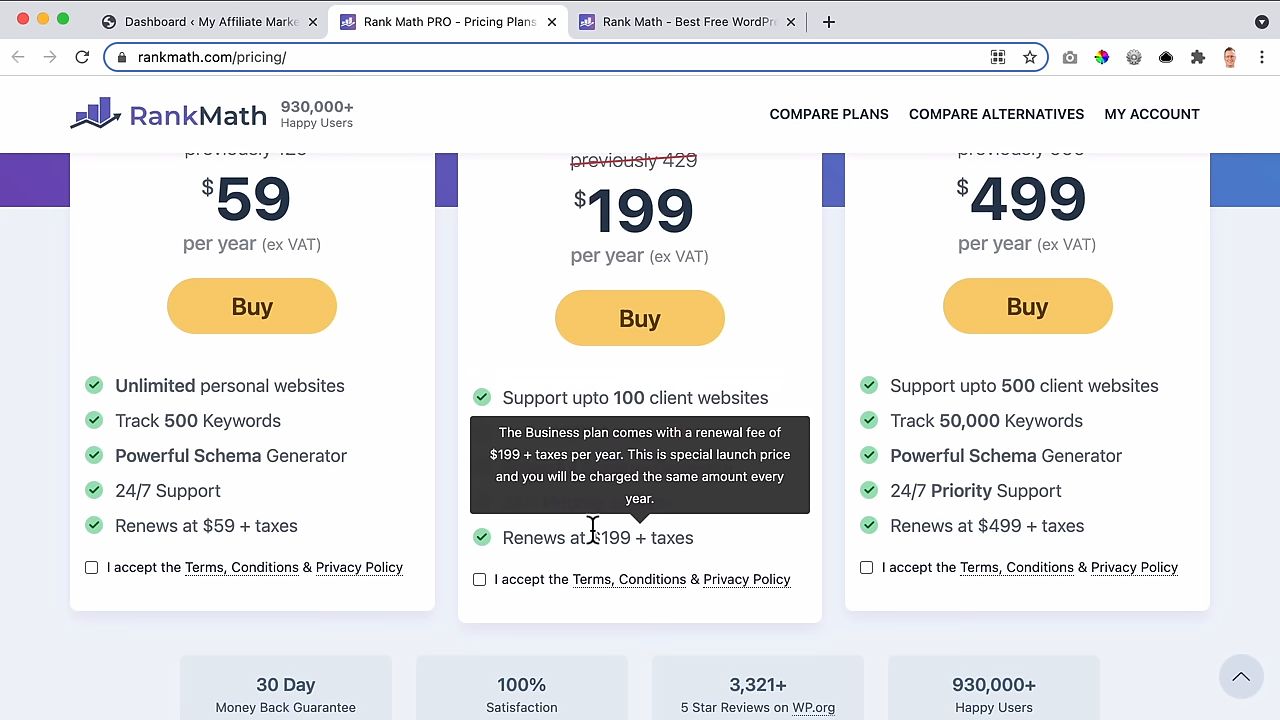 Dashboard ‹ My Affiliate Marke
Rank Math PRO - Pricing Plans
Rank Math - Best Free WordPr
rankmath.com/pricing/
RankMath
930,000+
Happy Users
COMPARE PLANS
COMPARE ALTERNATIVES
MY ACCOUNT
previously
$59
per year (ex VAT)
Buy
Unlimited personal websites
Track 500 Keywords
Powerful Schema Generator
24/7 Support
Renews at $59 + taxes
I accept the Terms, Conditions & Privacy Policy
previously 429
$199
per year (ex VAT)
Buy
Support upto 100 client websites
The Business plan comes with a renewal fee of
$199 + taxes per year. This is special launch price
and you will be charged the same amount every
year.
Renews at $199 + taxes
I accept the Terms, Conditions & Privacy Policy
previously
$499
per year (ex VAT)
Buy
Support upto 500 client websites
Track 50,000 Keywords
Powerful Schema Generator
24/7 Priority Support
Renews at $499 + taxes
I accept the Terms, Conditions & Privacy Policy
30 Day
Money Back Guarantee
100%
Satisfaction
3,321+
5 Star Reviews on WP.org
930,000+
Happy Users